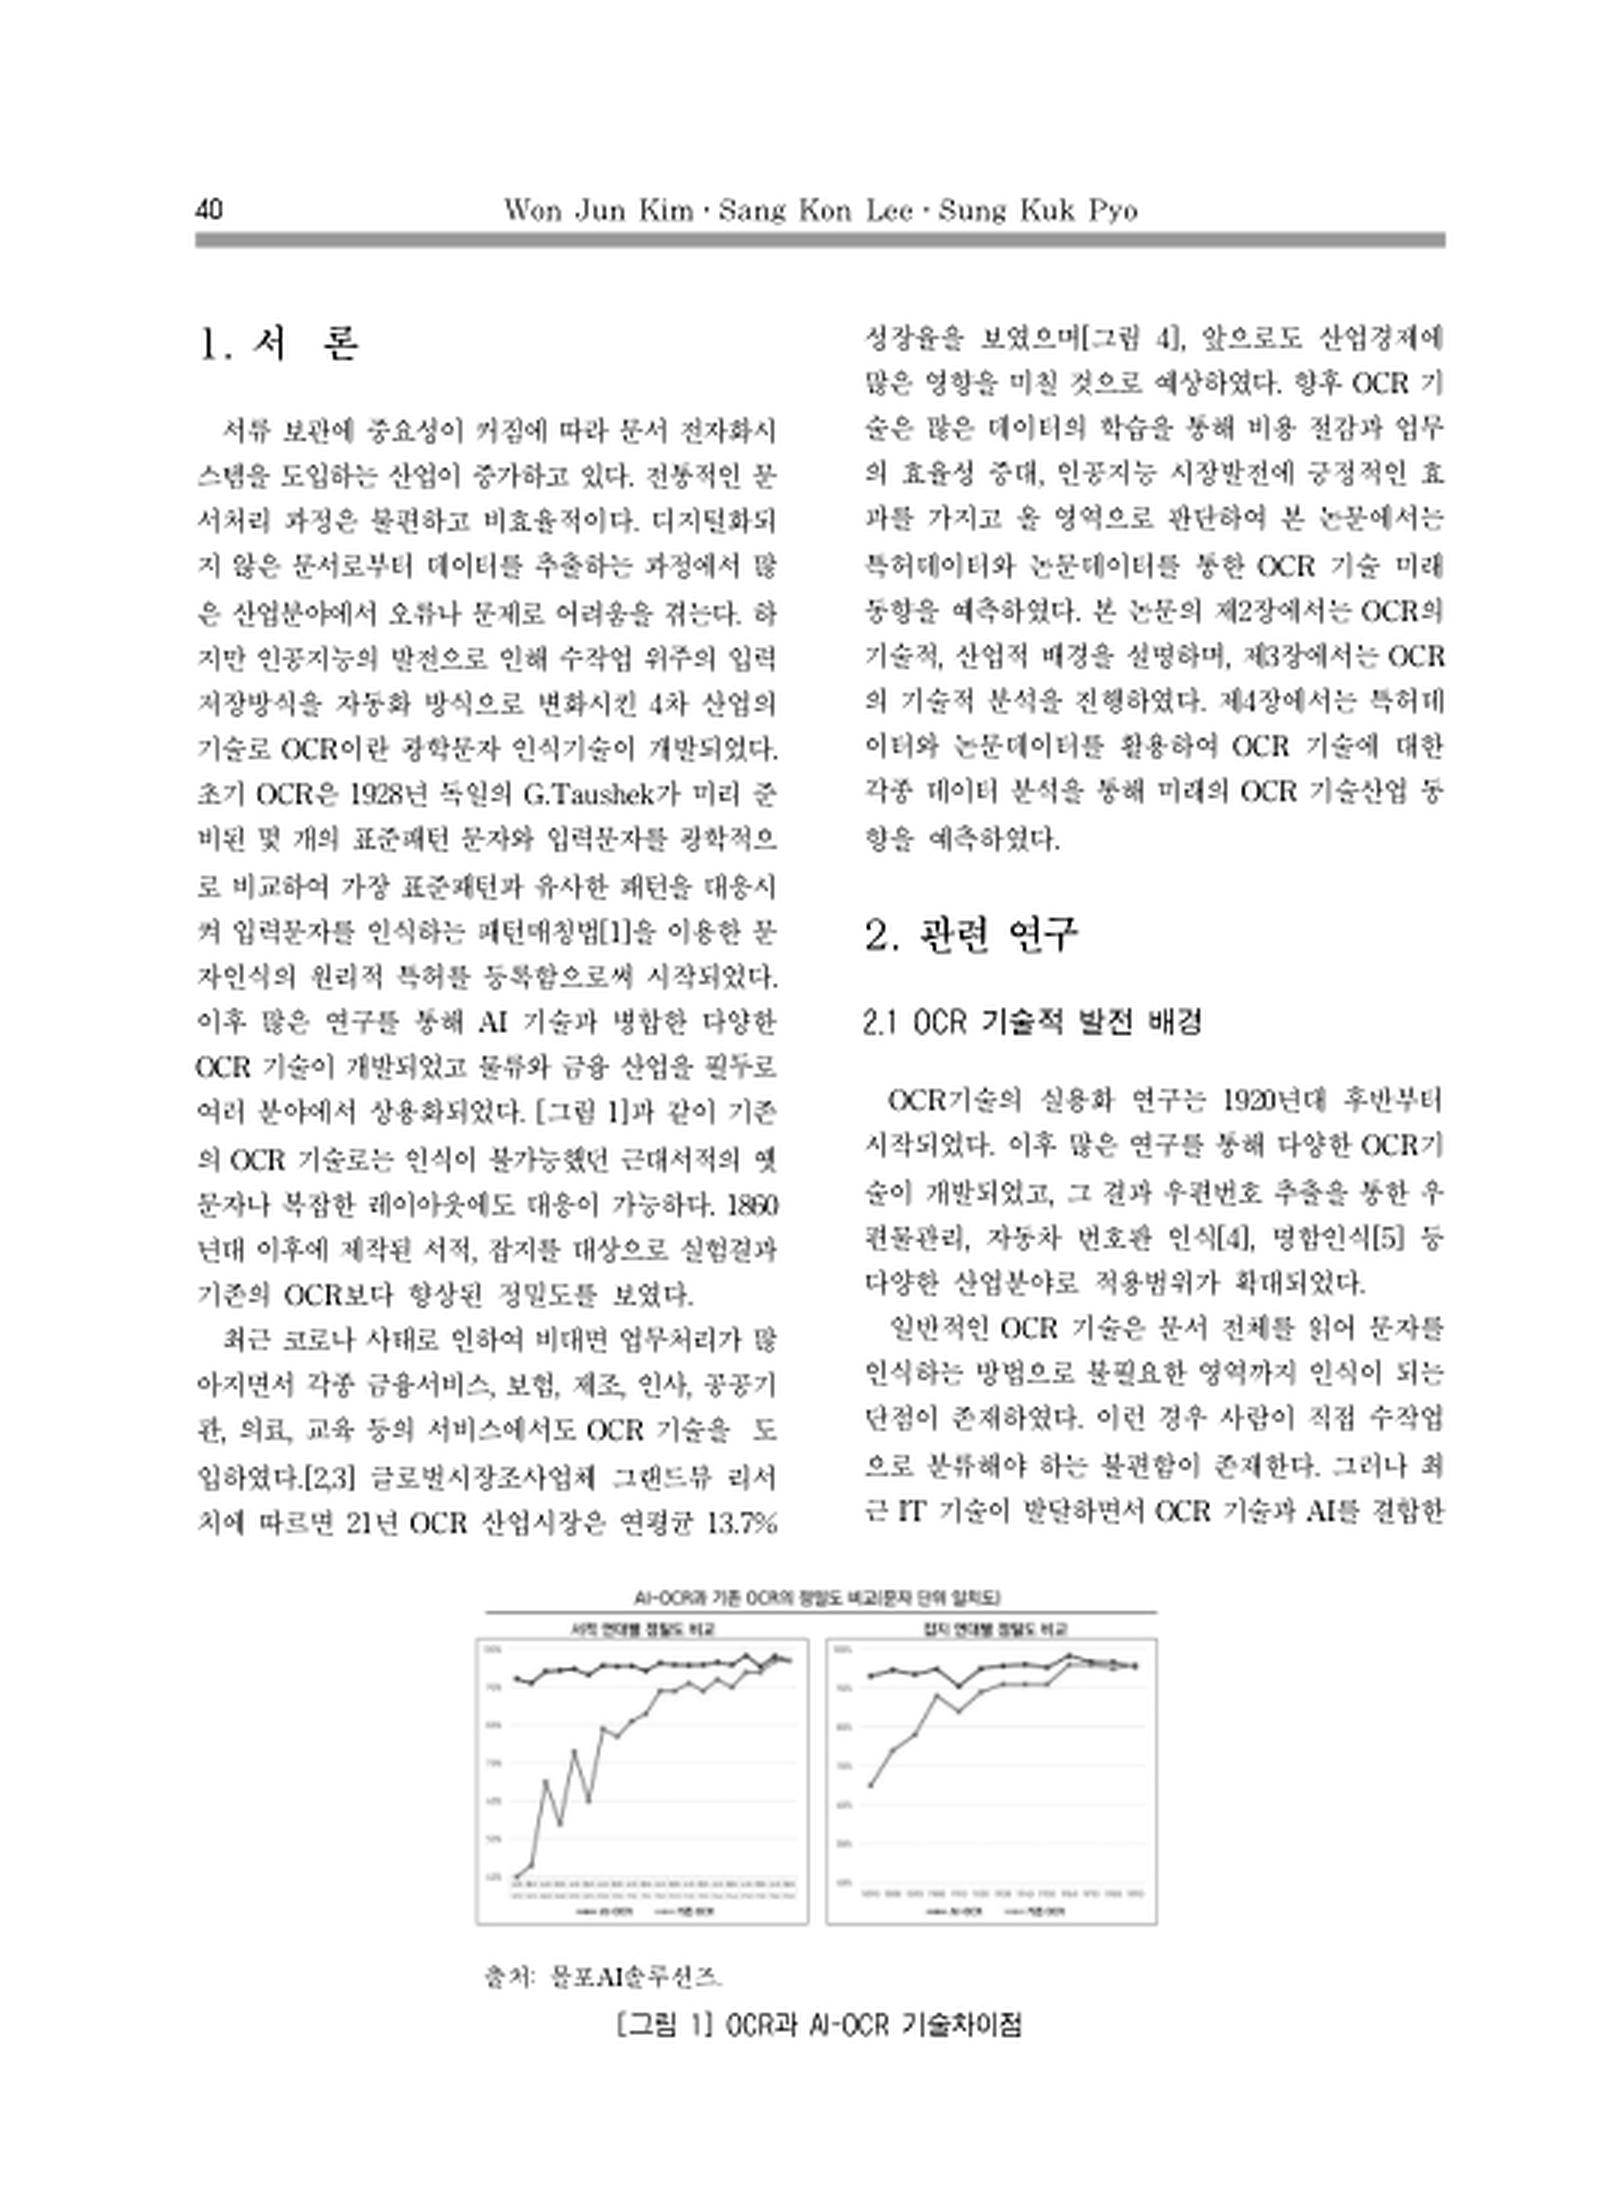 40
Won Jun Kim · Sang Kon Lee · Sung Kuk Pyo
1. 서 론
서류 보관에 중요성이 커짐에 따라 문서 전자화시
스템을 도입하는 산업이 증가하고 있다. 전통적인 문
서처리 과정은 불편하고 비효율적이다. 디지털화되
지 않은 문서로부터 데이터를 추출하는 과정에서 많
은 산업분야에서 오류나 문제로 어려움을 겪는다. 하
지만 인공지능의 발전으로 인해 수작업 위주의 입력
저장방식을 자동화 방식으로 변화시킨 4차 산업의
기술로 OCR이란 광학문자 인식기술이 개발되었다.
초기 OCR은 1928년 독일의 G.Taushek가 미리 준
비된 몇 개의 표준패턴 문자와 입력문자를 광학적으
로 비교하여 가장 표준패턴과 유사한 패턴을 대응시
켜 입력문자를 인식하는 패턴매칭법[1]을 이용한 문
자인식의 원리적 특허를 등록함으로써 시작되었다.
이후 많은 연구를 통해 AI 기술과 병합한 다양한
OCR 기술이 개발되었고 물류와 금융 산업을 필두로
여러 분야에서 상용화되었다. [그림 1]과 같이 기존
의 OCR 기술로는 인식이 불가능했던 근대서적의 옛
문자나 복잡한 레이아웃에도 대응이 가능하다. 1860
년대 이후에 제작된 서적, 잡지를 대상으로 실험결과
기존의 OCR보다 향상된 정밀도를 보였다.
최근 코로나 사태로 인하여 비대면 업무처리가 많
아지면서 각종 금융서비스, 보험, 제조, 인사, 공공기
관, 의료, 교육 등의 서비스에서도 OCR 기술을 도
입하였다.[2,3] 글로벌시장조사업체 그랜드뷰 리서
치에 따르면 21년 OCR 산업시장은 연평균 13.7%
성장율을 보였으며[그림 4], 앞으로도 산업경제에
많은 영향을 미칠 것으로 예상하였다. 향후 OCR 기
술은 많은 데이터의 학습을 통해 비용 절감과 업무
의 효율성 증대, 인공지능 시장발전에 긍정적인 효
과를 가지고 올 영역으로 판단하여 본 논문에서는
특허데이터와 논문데이터를 통한 OCR 기술 미래
동향을 예측하였다. 본 논문의 제2장에서는 OCR의
기술적, 산업적 배경을 설명하며, 제3장에서는 OCR
의 기술적 분석을 진행하였다. 제4장에서는 특허데
이터와 논문데이터를 활용하여 OCR 기술에 대한
각종 데이터 분석을 통해 미래의 OCR 기술산업 동
향을 예측하였다.
2. 관련 연구
2.1 OCR 기술적 발전 배경
OCR기술의 실용화 연구는 1920년대 후반부터
시작되었다. 이후 많은 연구를 통해 다양한 OCR기
술이 개발되었고, 그 결과 우편번호 추출을 통한 우
편물관리, 자동차 번호판 인식[4], 명함인식[5] 등
다양한 산업분야로 적용범위가 확대되었다.
일반적인 OCR 기술은 문서 전체를 읽어 문자를
인식하는 방법으로 불필요한 영역까지 인식이 되는
단점이 존재하였다. 이런 경우 사람이 직접 수작업
으로 분류해야 하는 불편함이 존재한다. 그러나 최
근 IT 기술이 발달하면서 OCR 기술과 AI를 결합한
AI-OCR과 기존 OCR의 정밀도 비교(문자 단위 일치도)
서적 연대별 정밀도 비교
잡지 연대별 정밀도 비교
AI-OCR 기존 OCR
AI-OCR 기존 OCR
출처: 몰포AI솔루션즈.
[그림 1] OCR과 AI-OCR 기술차이점